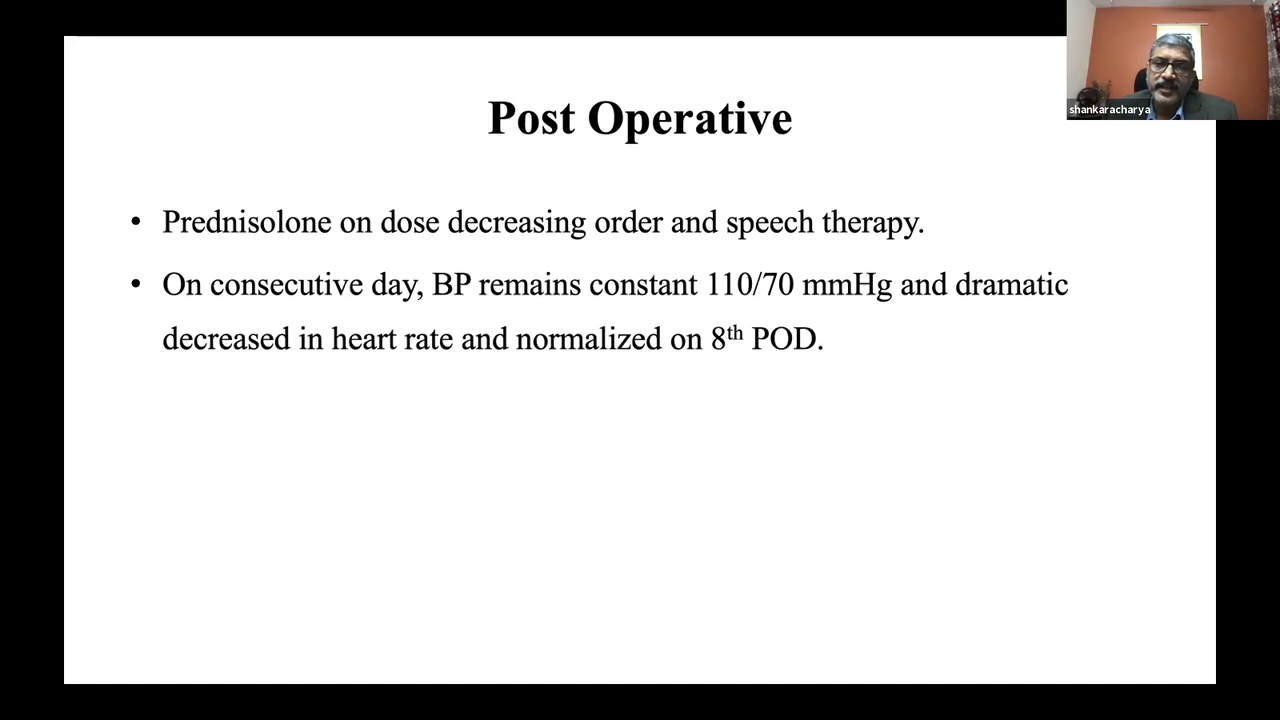 Post Operative
shankaracharya
• Prednisolone on dose decreasing order and speech therapy.
• On consecutive day, BP remains constant 110/70 mmHg and dramatic
decreased in heart rate and normalized on 8th POD.